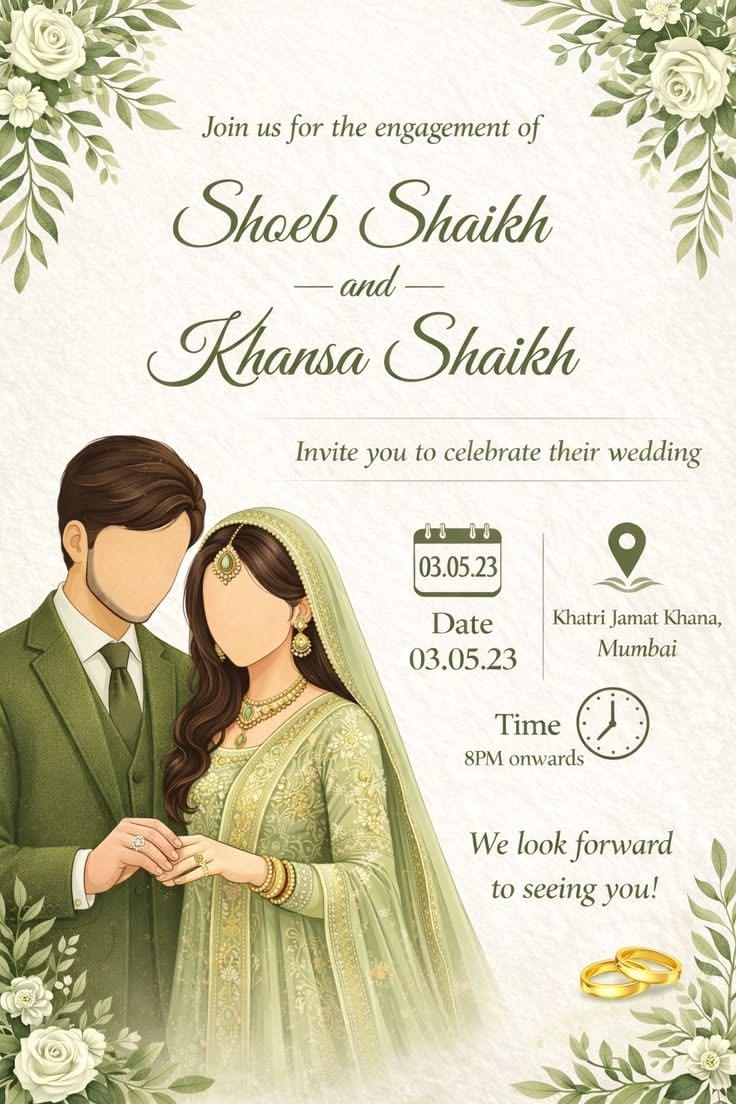 Join us for the engagement of
Shoeb Shaikh
and
Khansa Shaikh
Invite you to celebrate their wedding
03.05.23
Date
03.05.23
Khatri Jamat Khana,
Mumbai
Time
8PM onwards
We look forward
to seeing you!